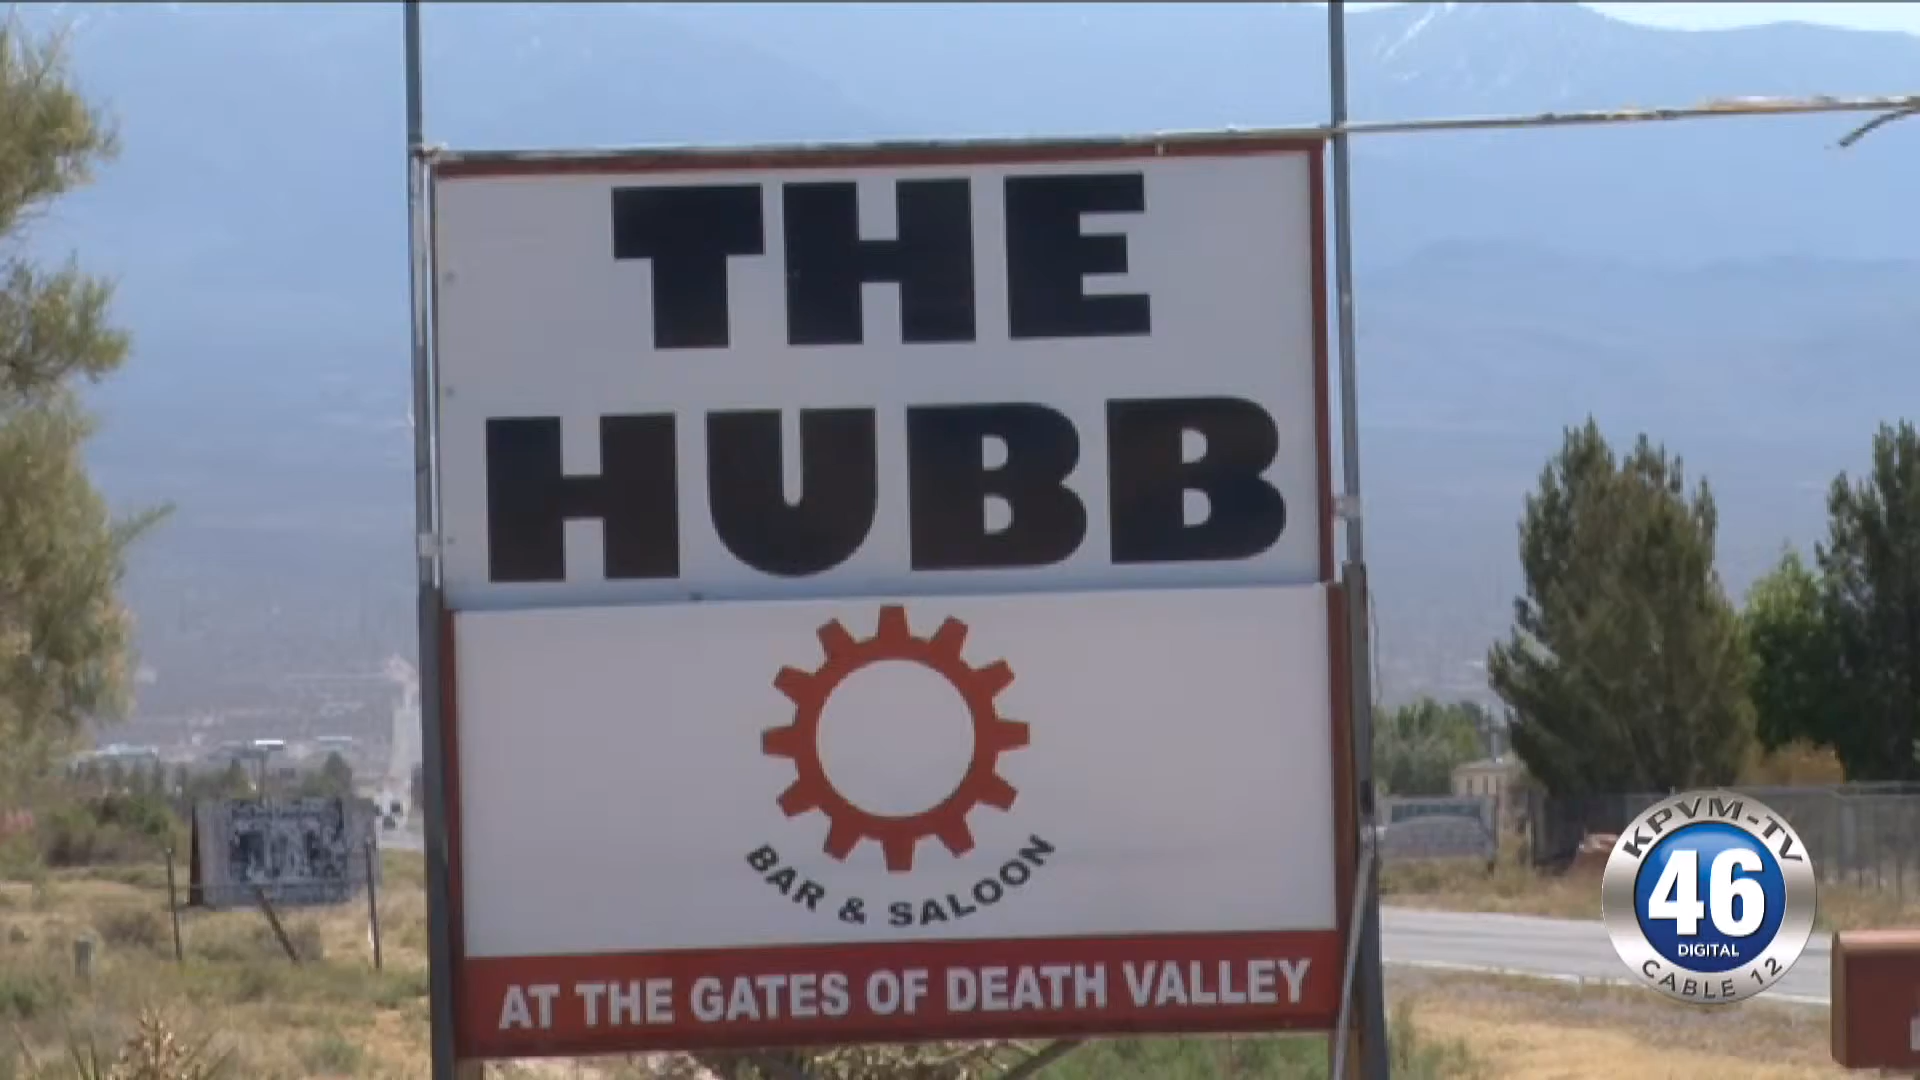 THE
HUBB
BAR & SALOON
AT THE GATES OF DEATH VALLEY
KPVM-TV
46
DIGITAL
CABLE 12